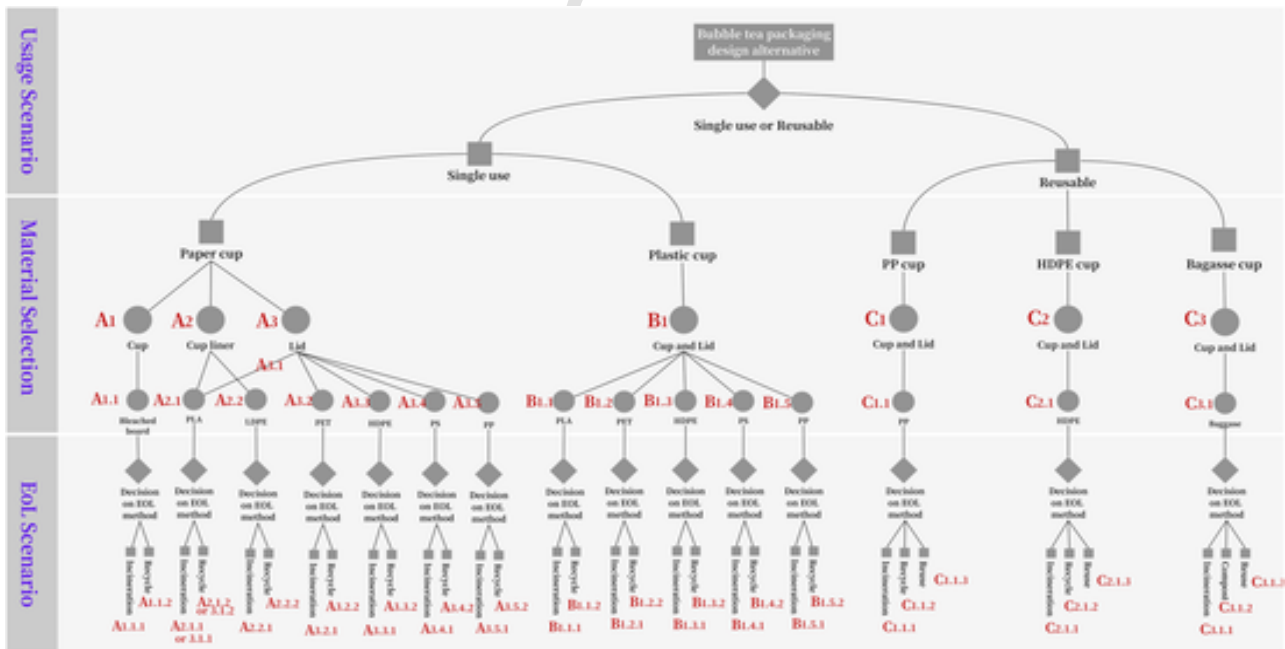 Usage Scenario
Bubble tea packaging
design alternative
Single use or Reusable
Single use
Reusable
Material Selection
Paper cup
Plastic cup
PP cup
HDPE cup
Bagasse cup
A1
A2
A3
B1
C1
C2
C3
Cup
Cup liner
Lid
Cup and Lid
Cup and Lid
Cup and Lid
Cup and Lid
A3.1
A1.1
A2.1
A2.2
A3.2
A3.3
A3.4
A3.5
B1.1
B1.2
B1.3
B1.4
B1.5
C1.1
C2.1
C3.1
Bleached
board
PLA
LDPE
PET
HDPE
PS
PP
PLA
PET
HDPE
PS
PP
PP
HDPE
Baggase
EoL Scenario
Decision
on EOL
method
Decision
on EOL
method
Decision
on EOL
method
Decision
on EOL
method
Decision
on EOL
method
Decision
on EOL
method
Decision
on EOL
method
Decision
on EOL
method
Decision
on EOL
method
Decision
on EOL
method
Decision
on EOL
method
Decision
on EOL
method
Decision
on EOL
method
Decision
on EOL
method
Decision
on EOL
method
Incineration
Recycle
Incineration
Recycle
Incineration
Recycle
Incineration
Recycle
Incineration
Recycle
Incineration
Recycle
Incineration
Recycle
Incineration
Recycle
Incineration
Recycle
Incineration
Recycle
Incineration
Recycle
Incineration
Recycle
Incineration
Recycle
Reuse
Incineration
Recycle
Reuse
Incineration
Compost
Reuse
A1.1.2
A2.1.2
or 3.1.2
A2.2.2
A3.2.2
A3.3.2
A3.4.2
A3.5.2
B1.1.2
B1.2.2
B1.3.2
B1.4.2
B1.5.2
C1.1.3
C1.1.2
C2.1.3
C2.1.2
C3.1.2
A1.1.1
A2.1.1
or 3.1.1
A2.2.1
A3.2.1
A3.3.1
A3.4.1
A3.5.1
B1.1.1
B1.2.1
B1.3.1
B1.4.1
B1.5.1
C1.1.1
C2.1.1
C3.1.1